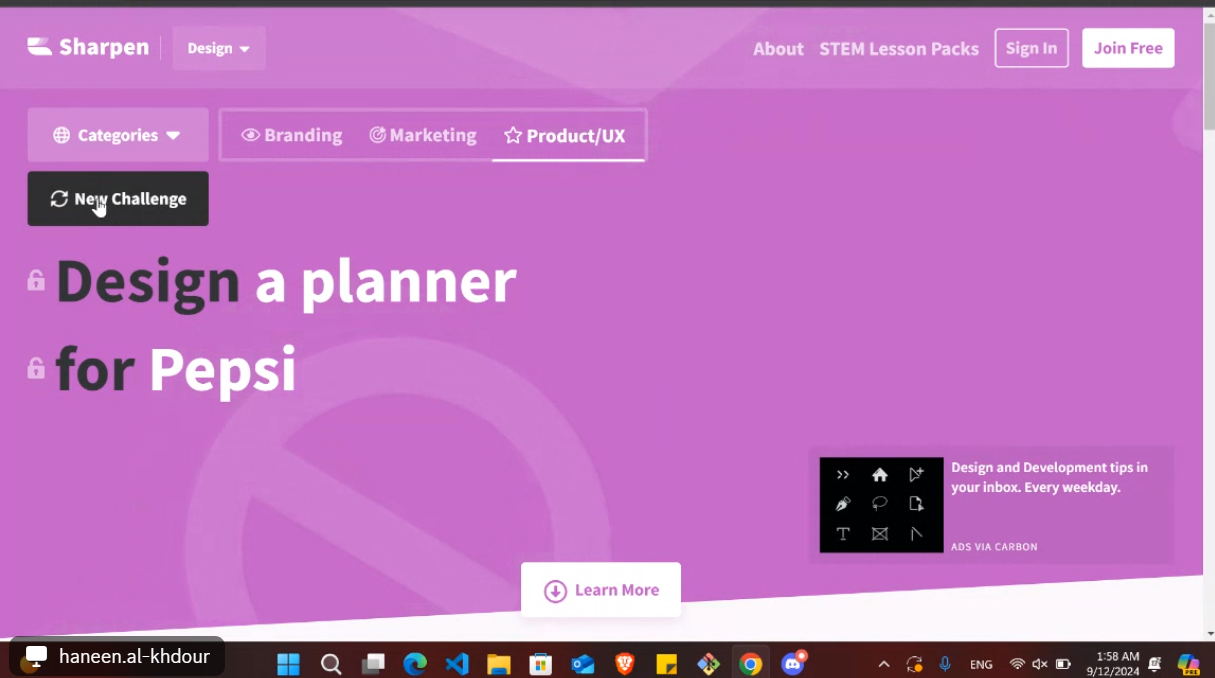 Sharpen
Design
About
STEM Lesson Packs
Sign In
Join Free
Categories
Branding
Marketing
Product/UX
New Challenge
Design a planner
for Pepsi
Design and Development tips in
your inbox. Every weekday.
ADS VIA CARBON
Learn More
haneen.al-khdour
ENG
1:58 AM
9/12/2024
PRE